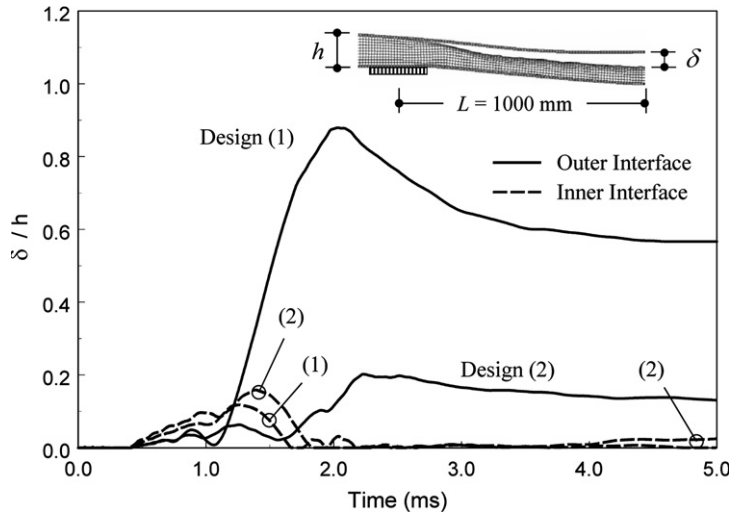 1.2
1.0
0.8
0.6
0.4
0.2
0.0
δ / h
h
δ
L = 1000 mm
Design (1)
Outer Interface
Inner Interface
(2)
(1)
Design (2)
(2)
0.0 1.0 2.0 3.0 4.0 5.0
Time (ms)